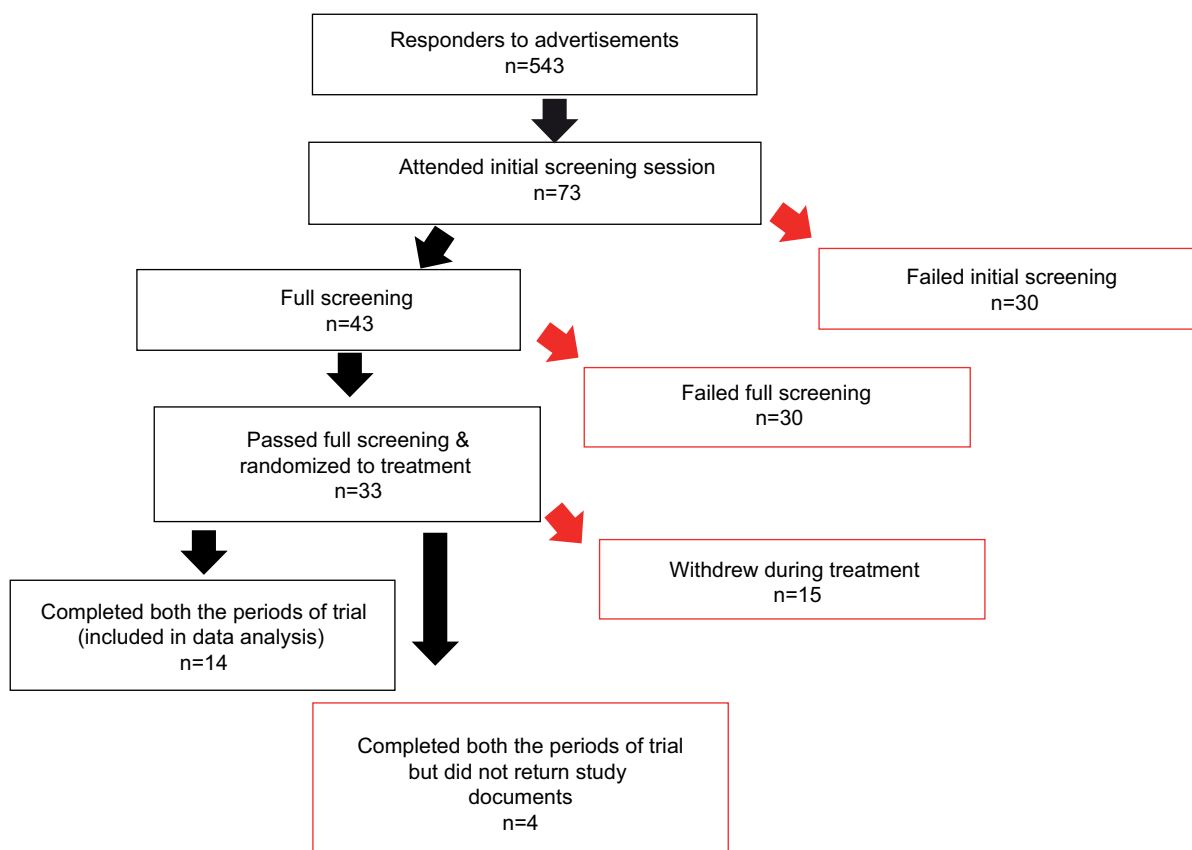 Responders to advertisements
n=543
Attended initial screening session
n=73
Failed initial screening
n=30
Full screening
n=43
Failed full screening
n=30
Passed full screening &
randomized to treatment
n=33
Withdrew during treatment
n=15
Completed both the periods of trial
(included in data analysis)
n=14
Completed both the periods of trial
but did not return study
documents
n=4